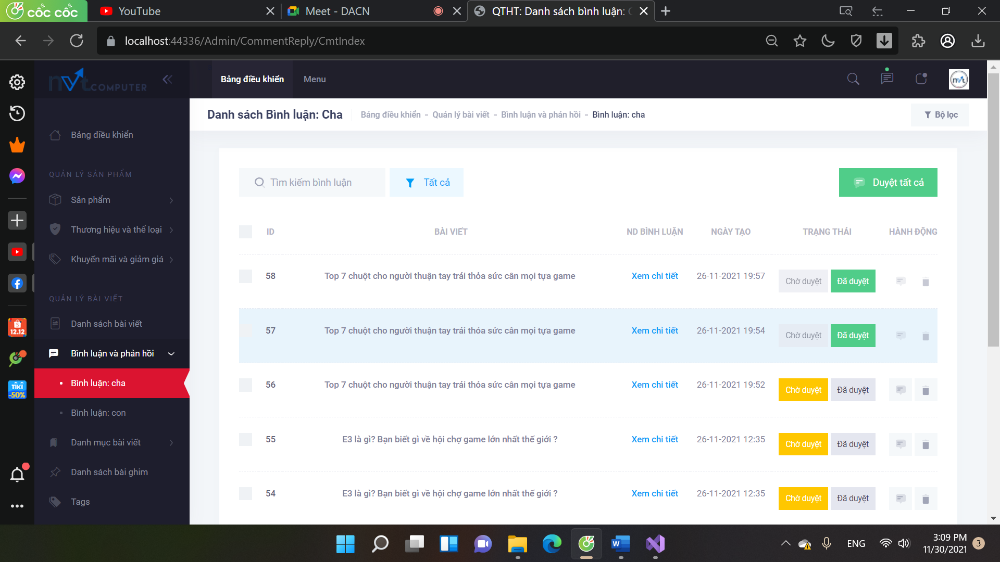 cốc cốc
YouTube
Meet - DACN
QTHT: Danh sách bình luận:
localhost:44336/Admin/CommentReply/CmtIndex
nvt COMPUTER
Bảng điều khiển
Menu
nvt
Danh sách Bình luận: Cha
Bảng điều khiển - Quản lý bài viết - Bình luận và phản hồi - Bình luận: cha
Bộ lọc
Bảng điều khiển
QUẢN LÝ SẢN PHẨM
Sản phẩm
Thương hiệu và thể loại
Khuyến mãi và giảm giá
QUẢN LÝ BÀI VIẾT
Danh sách bài viết
Bình luận và phản hồi
Bình luận: cha
Bình luận: con
Danh mục bài viết
Danh sách bài ghim
Tags
12.12
TIKI
-50%
Tìm kiếm bình luận
Tất cả
Duyệt tất cả
ID BÀI VIẾT ND BÌNH LUẬN NGÀY TẠO TRẠNG THÁI HÀNH ĐỘNG
58 Top 7 chuột cho người thuận tay trái thỏa sức cân mọi tựa game Xem chi tiết 26-11-2021 19:57 Chờ duyệt Đã duyệt
57 Top 7 chuột cho người thuận tay trái thỏa sức cân mọi tựa game Xem chi tiết 26-11-2021 19:54 Chờ duyệt Đã duyệt
56 Top 7 chuột cho người thuận tay trái thỏa sức cân mọi tựa game Xem chi tiết 26-11-2021 19:52 Chờ duyệt Đã duyệt
55 E3 là gì? Bạn biết gì về hội chợ game lớn nhất thế giới ? Xem chi tiết 26-11-2021 12:35 Chờ duyệt Đã duyệt
54 E3 là gì? Bạn biết gì về hội chợ game lớn nhất thế giới ? Xem chi tiết 26-11-2021 12:35 Chờ duyệt Đã duyệt
W
ENG
3:09 PM
11/30/2021
3